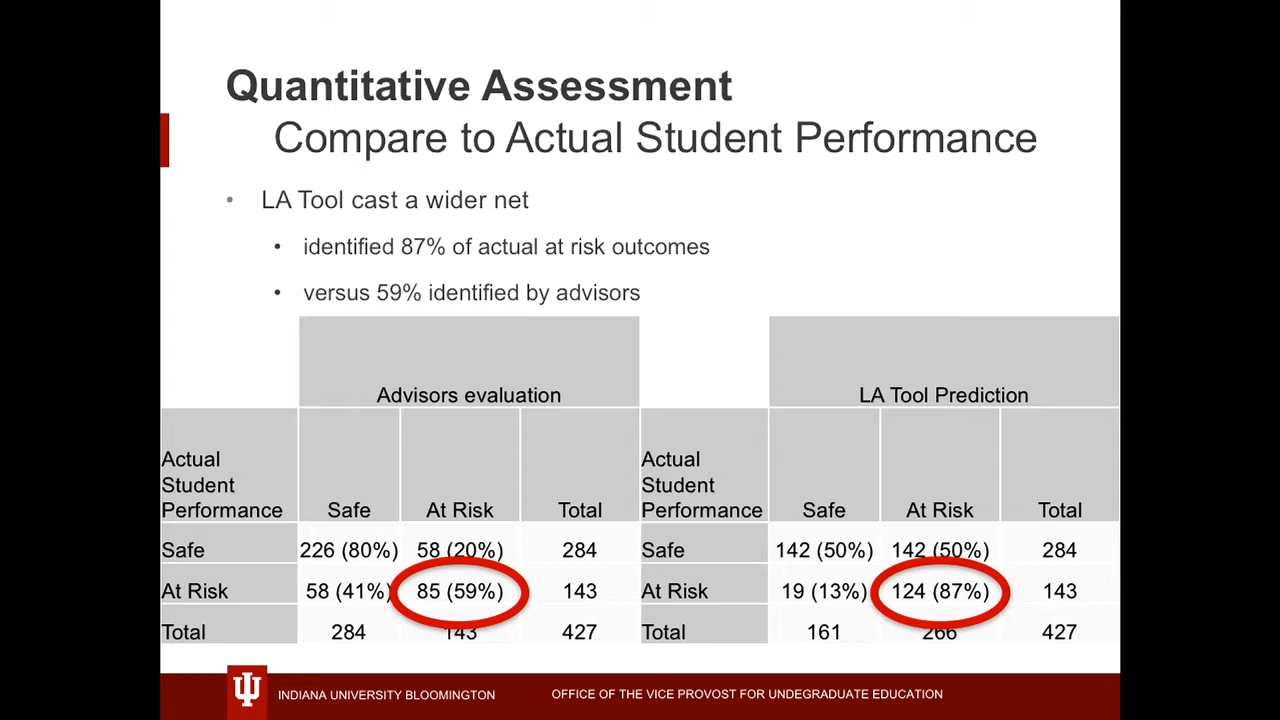 Quantitative Assessment
Compare to Actual Student Performance
• LA Tool cast a wider net
• identified 87% of actual at risk outcomes
• versus 59% identified by advisors
Advisors evaluation LA Tool Prediction
Actual Student Performance Safe At Risk Total Actual Student Performance Safe At Risk Total
Safe 226 (80%) 58 (20%) 284 Safe 142 (50%) 142 (50%) 284
At Risk 58 (41%) 85 (59%) 143 At Risk 19 (13%) 124 (87%) 143
Total 284 143 427 Total 161 266 427
INDIANA UNIVERSITY BLOOMINGTON OFFICE OF THE VICE PROVOST FOR UNDEGRADUATE EDUCATION